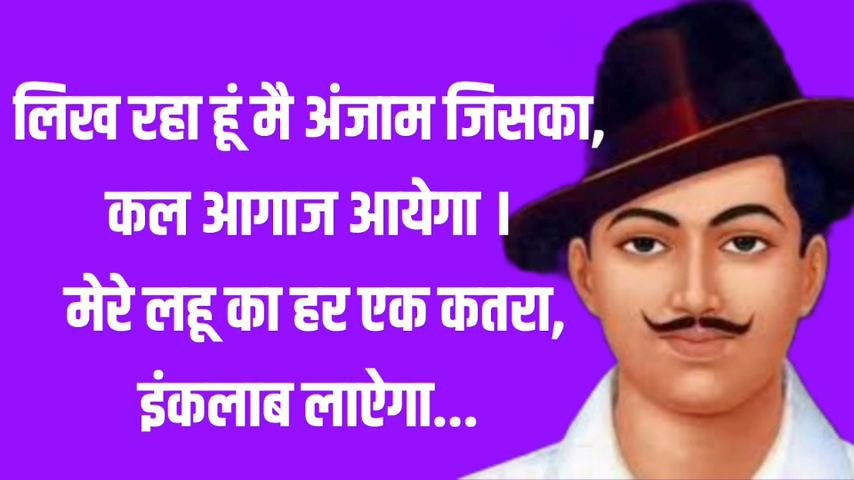 लिख रहा हूं मै अंजाम जिसका,
कल आगाज आयेगा ।
मेरे लहू का हर एक कतरा,
इंकलाब लाऐगा...